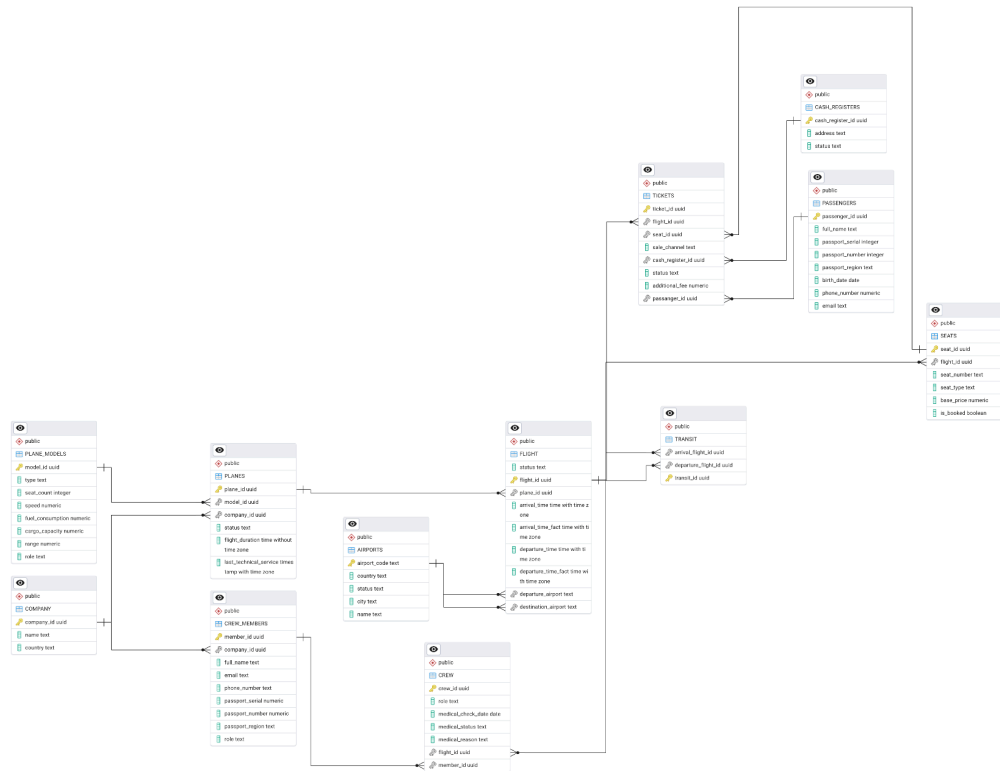 public
CASH_REGISTERS
cash_register_id uuid
address text
status text
public
TICKETS
ticket_id uuid
flight_id uuid
seat_id uuid
sale_channel text
cash_register_id uuid
status text
additional_fee numeric
passanger_id uuid
public
PASSENGERS
passenger_id uuid
full_name text
passport_serial integer
passport_number integer
passport_region text
birth_date date
phone_number numeric
email text
public
SEATS
seat_id uuid
flight_id uuid
seat_number text
seat_type text
base_price numeric
is_booked boolean
public
TRANSIT
arrival_flight_id uuid
departure_flight_id uuid
transit_id uuid
public
PLANE_MODELS
model_id uuid
type text
seat_count integer
speed numeric
fuel_consumption numeric
cargo_capacity numeric
range numeric
role text
public
PLANES
plane_id uuid
model_id uuid
company_id uuid
status text
flight_duration time without
time zone
last_technical_service times
tamp with time zone
public
FLIGHT
status text
flight_id uuid
plane_id uuid
arrival_time time with time z
one
arrival_time_fact time with ti
me zone
departure_time time with ti
me zone
departure_time_fact time wi
th time zone
departure_airport text
destination_airport text
public
AIRPORTS
airport_code text
country text
status text
city text
name text
public
COMPANY
company_id uuid
name text
country text
public
CREW_MEMBERS
member_id uuid
company_id uuid
full_name text
email text
phone_number text
passport_serial numeric
passport_number numeric
passport_region text
role text
public
CREW
crew_id uuid
role text
medical_check_date date
medical_status text
medical_reason text
flight_id uuid
member_id uuid